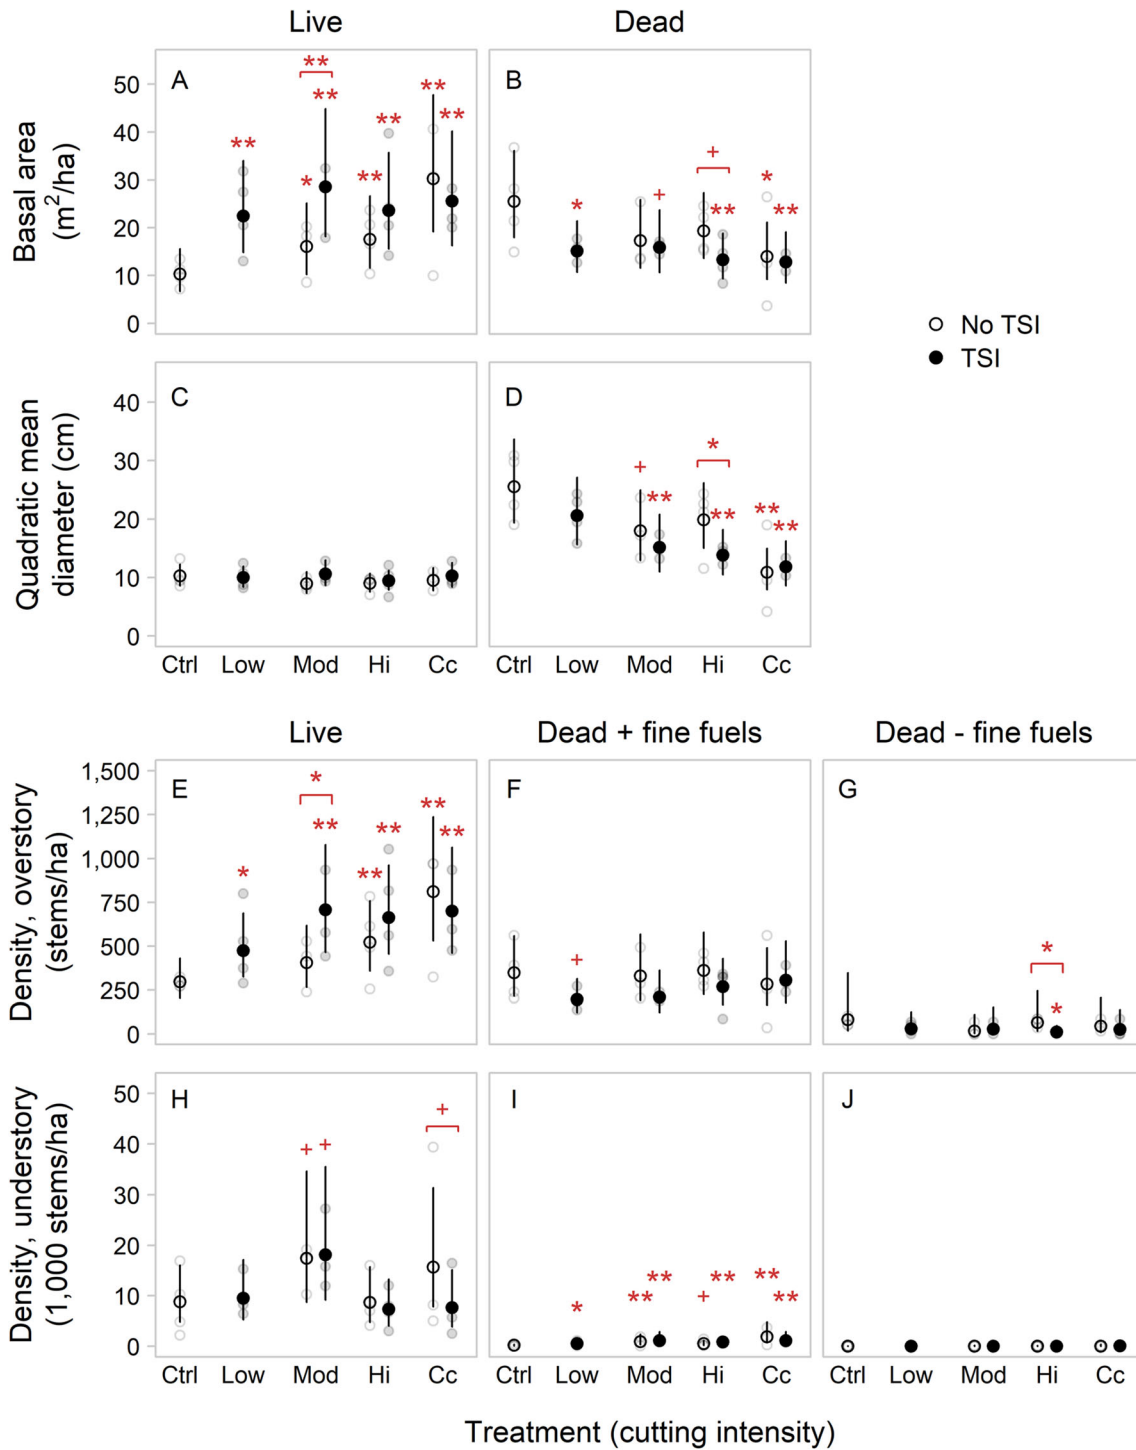 Live Dead
A B
Basal area
(m²/ha)
50
40
30
20
10
0
** ** ** * ** ** ** ** **
* + + ** * **
○ No TSI
● TSI
C D
Quadratic mean
diameter (cm)
40
30
20
10
0
+ ** * ** ** **
Ctrl Low Mod Hi Cc Ctrl Low Mod Hi Cc
Live Dead + fine fuels Dead - fine fuels
E F G
Density, overstory
(stems/ha)
1,500
1,250
1,000
750
500
250
0
* * ** ** ** ** **
+
* *
H I J
Density, understory
(1,000 stems/ha)
50
40
30
20
10
0
+ + +
* ** ** + ** ** **
Ctrl Low Mod Hi Cc Ctrl Low Mod Hi Cc Ctrl Low Mod Hi Cc
Treatment (cutting intensity)